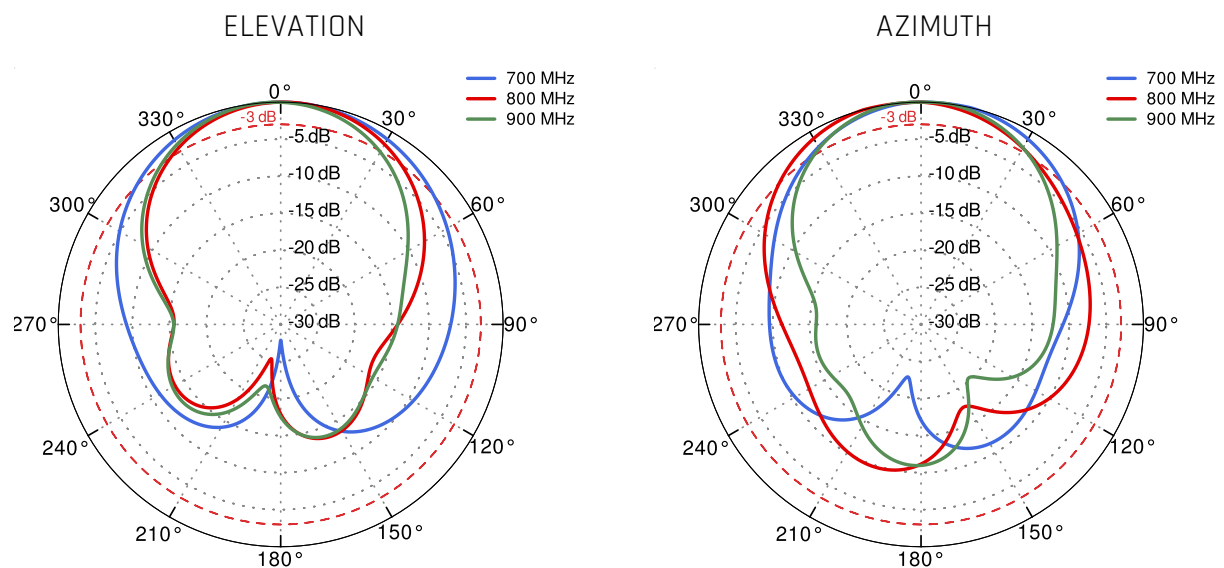 ELEVATION
700 MHz
800 MHz
900 MHz
0°
-3 dB
330°
30°
-5 dB
-10 dB
300°
60°
-15 dB
-20 dB
-25 dB
270°
-30 dB
90°
240°
120°
210°
150°
180°
AZIMUTH
700 MHz
800 MHz
900 MHz
0°
-3 dB
330°
30°
-5 dB
-10 dB
300°
60°
-15 dB
-20 dB
-25 dB
270°
-30 dB
90°
240°
120°
210°
150°
180°